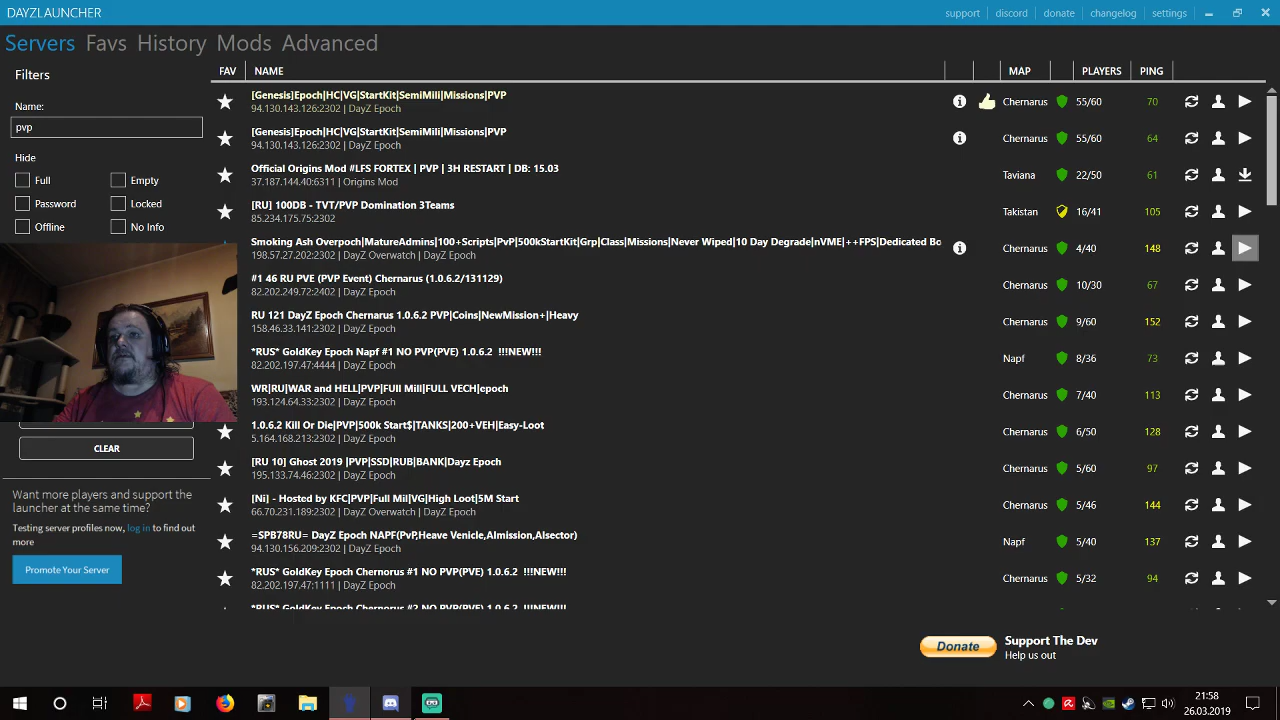 DAYZLAUNCHER
support discord donate changelog settings
Servers Favs History Mods Advanced
Filters
Name:
pvp
Hide
Full Empty
Password Locked
Offline No Info
CLEAR
Want more players and support the
launcher at the same time?
Testing server profiles now, log in to find out
more
Promote Your Server
FAV NAME MAP PLAYERS PING
[Genesis]Epoch|HC|VG|StartKit|SemiMili|Missions|PVP
94.130.143.126:2302 | DayZ Epoch
Chernarus 55/60 70
[Genesis]Epoch|HC|VG|StartKit|SemiMili|Missions|PVP
94.130.143.126:2302 | DayZ Epoch
Chernarus 55/60 64
Official Origins Mod #LFS FORTEX | PVP | 3H RESTART | DB: 15.03
37.187.144.40:6311 | Origins Mod
Taviana 22/50 61
[RU] 100DB - TVT/PVP Domination 3Teams
85.234.175.75:2302
Takistan 16/41 105
Smoking Ash Overpoch|MatureAdmins|100+Scripts|PvP|500kStartKit|Grp|Class|Missions|Never Wiped|10 Day Degrade|nVME|++FPS|Dedicated Bo
198.57.27.202:2302 | DayZ Overwatch | DayZ Epoch
Chernarus 4/40 148
#1 46 RU PVE (PVP Event) Chernarus (1.0.6.2/131129)
82.202.249.72:2402 | DayZ Epoch
Chernarus 10/30 67
RU 121 DayZ Epoch Chernarus 1.0.6.2 PVP|Coins|NewMission+|Heavy
158.46.33.141:2302 | DayZ Epoch
Chernarus 9/60 152
*RUS* GoldKey Epoch Napf #1 NO PVP(PVE) 1.0.6.2 !!!NEW!!!
82.202.197.47:4444 | DayZ Epoch
Napf 8/36 73
WR|RU|WAR and HELL|PVP|FUll Mill|FULL VECH|epoch
193.124.64.33:2302 | DayZ Epoch
Chernarus 7/40 113
1.0.6.2 Kill Or Die|PVP|500k Start$|TANKS|200+VEH|Easy-Loot
5.164.168.213:2302 | DayZ Epoch
Chernarus 6/50 128
[RU 10] Ghost 2019 |PVP|SSD|RUB|BANK|Dayz Epoch
195.133.74.46:2302 | DayZ Epoch
Chernarus 5/60 97
[Ni] - Hosted by KFC|PVP|Full Mil|VG|High Loot|5M Start
66.70.231.189:2302 | DayZ Overwatch | DayZ Epoch
Chernarus 5/46 144
=SPB78RU= DayZ Epoch NAPF(PvP,Heave Venicle,AImission,AIsector)
94.130.156.209:2302 | DayZ Epoch
Napf 5/40 137
*RUS* GoldKey Epoch Chernorus #1 NO PVP(PVE) 1.0.6.2 !!!NEW!!!
82.202.197.47:1111 | DayZ Epoch
Chernarus 5/32 94
*RUS* GoldKey Epoch Chernorus #2 NO PVP(PVE) 1.0.6.2 !!!NEW!!!
Donate
Support The Dev
Help us out
21:58
26.03.2019